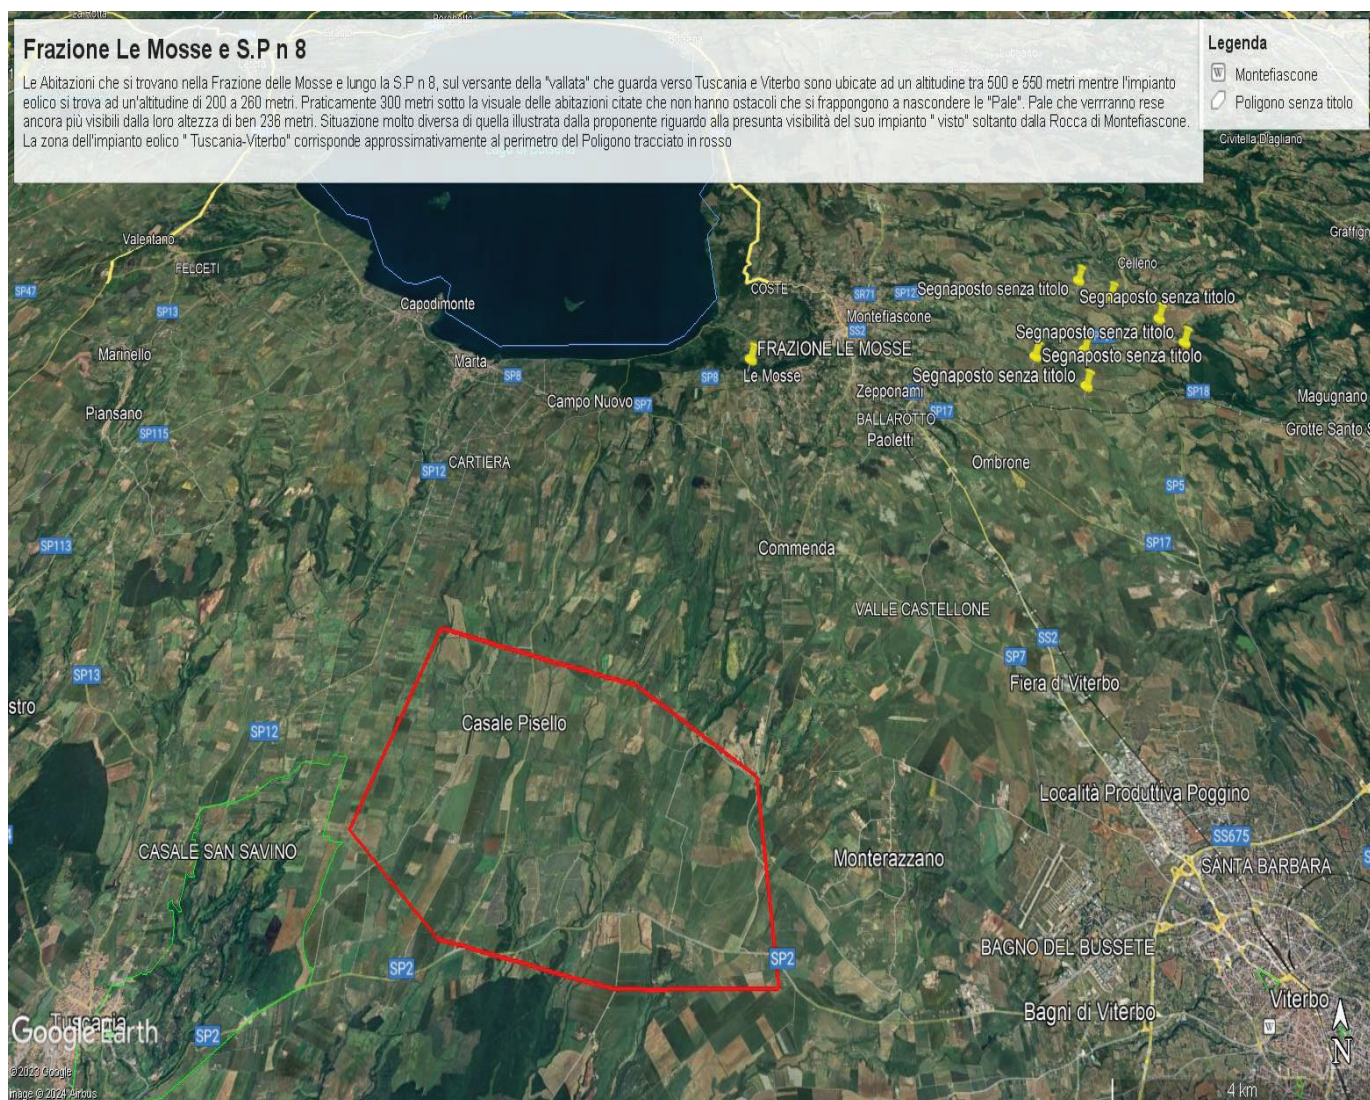 Frazione Le Mosse e S.P n 8
Le Abitazioni che si trovano nella Frazione delle Mosse e lungo la S.P n 8, sul versante della "vallata" che guarda verso Tuscania e Viterbo sono ubicate ad un altitudine tra 500 e 550 metri mentre l'impianto
eolico si trova ad un'altitudine di 200 a 260 metri. Praticamente 300 metri sotto la visuale delle abitazioni citate che non hanno ostacoli che si frappongono a nascondere le "Pale". Pale che verrranno rese
ancora più visibili dalla loro altezza di ben 236 metri. Situazione molto diversa di quella illustrata dalla proponente riguardo alla presunta visibilità del suo impianto " visto" soltanto dalla Rocca di Montefiascone.
La zona dell'impianto eolico " Tuscania-Viterbo" corrisponde approssimativamente al perimetro del Poligono tracciato in rosso
Legenda
W Montefiascone
Poligono senza titolo
Civitella D'agliano
Valentano
FELCETI
SP47
SP13
Capodimonte
Marinello
Marta
SP8
Campo Nuovo
SP7
SP8
Piansano
SP115
CARTIERA
SP12
SP113
COSTE
SR71
SP12
Segnaposto senza titolo
Celleno
Segnaposto senza titolo
Graffign
Montefiascone
SS2
Segnaposto senza titolo
FRAZIONE LE MOSSE
Segnaposto senza titolo
Le Mosse
Segnaposto senza titolo
Zepponami
SP17
SP18
Magugnano
BALLAROTTO
Paoletti
Grotte Santo S
Ombrone
SP5
SP17
Commenda
VALLE CASTELLONE
SS2
SP7
Fiera di Viterbo
SP13
stro
SP12
Casale Pisello
Località Produttiva Poggino
SS675
CASALE SAN SAVINO
Monterazzano
SANTA BARBARA
BAGNO DEL BUSSETE
SP2
SP2
Bagni di Viterbo
Viterbo
W
Tuscania
SP2
Google Earth
©2023 Google
Image © 2024 Airbus
N
4 km